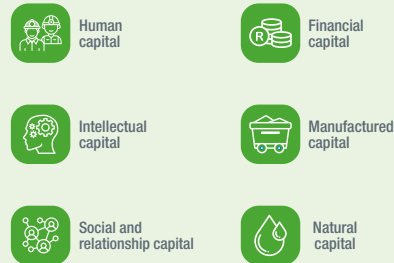 Human
capital
Financial
capital
R
Intellectual
capital
Manufactured
capital
Social and
relationship capital
Natural
capital